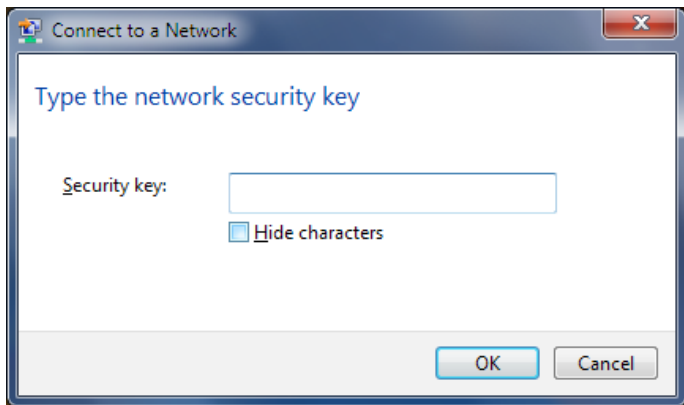 Connect to a Network
Type the network security key
Security key:
Hide characters
OK Cancel